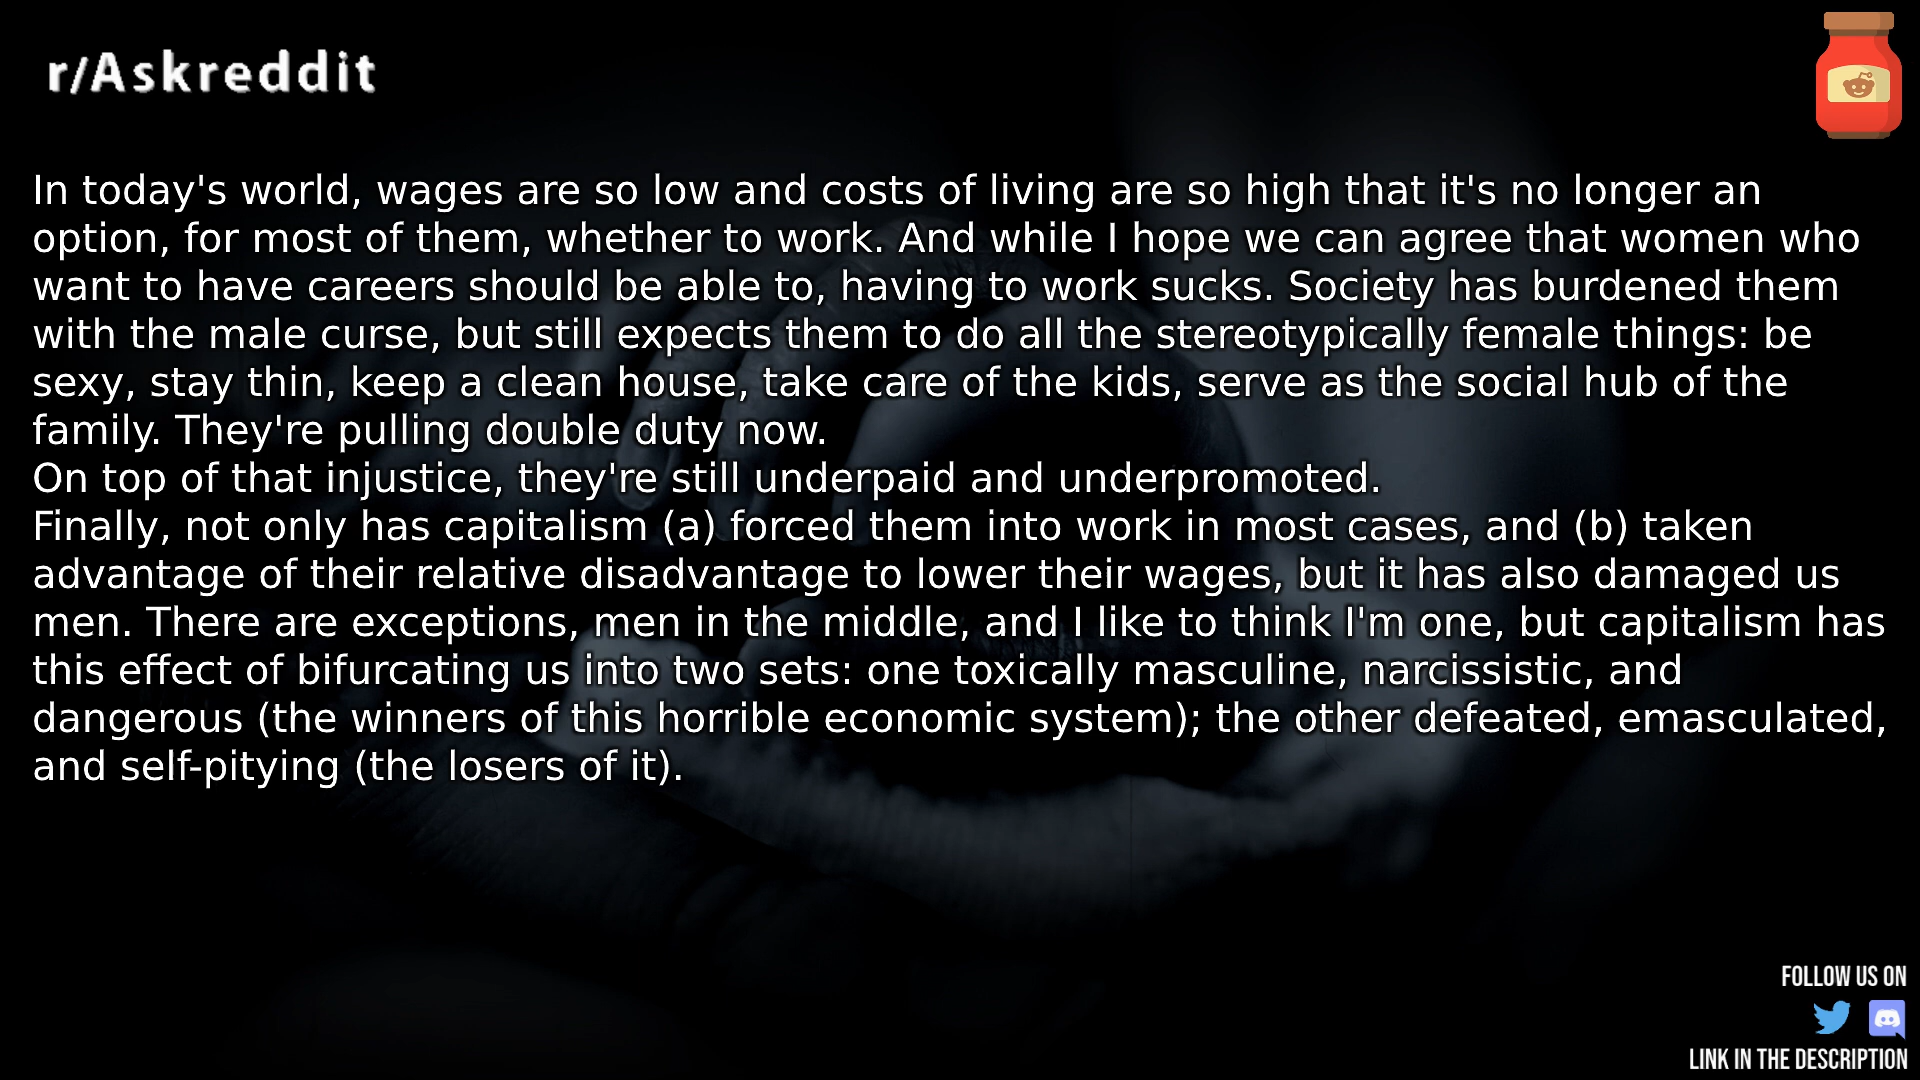 r/Askreddit
In today's world, wages are so low and costs of living are so high that it's no longer an
option, for most of them, whether to work. And while I hope we can agree that women who
want to have careers should be able to, having to work sucks. Society has burdened them
with the male curse, but still expects them to do all the stereotypically female things: be
sexy, stay thin, keep a clean house, take care of the kids, serve as the social hub of the
family. They're pulling double duty now.
On top of that injustice, they're still underpaid and underpromoted.
Finally, not only has capitalism (a) forced them into work in most cases, and (b) taken
advantage of their relative disadvantage to lower their wages, but it has also damaged us
men. There are exceptions, men in the middle, and I like to think I'm one, but capitalism has
this effect of bifurcating us into two sets: one toxically masculine, narcissistic, and
dangerous (the winners of this horrible economic system); the other defeated, emasculated,
and self-pitying (the losers of it).
FOLLOW US ON
LINK IN THE DESCRIPTION